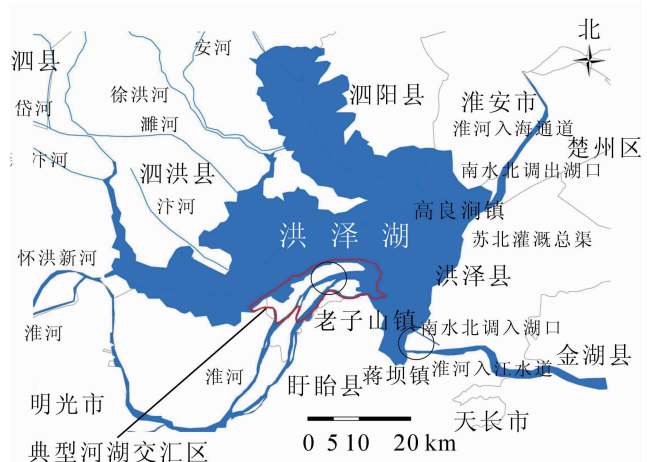 北
安河
泗县
徐洪河
泗阳县
淮安市
岱河
濉河
淮河入海通道
楚州区
汴河
泗洪县
南水北调出湖口
汴河
高良涧镇
洪泽湖
苏北灌溉总渠
怀洪新河
洪泽县
淮河
老子山镇
南水北调入湖口
金湖县
淮河
盱眙县
蒋坝镇
淮河入江水道
明光市
天长市
典型河湖交汇区
0 5 10 20 km